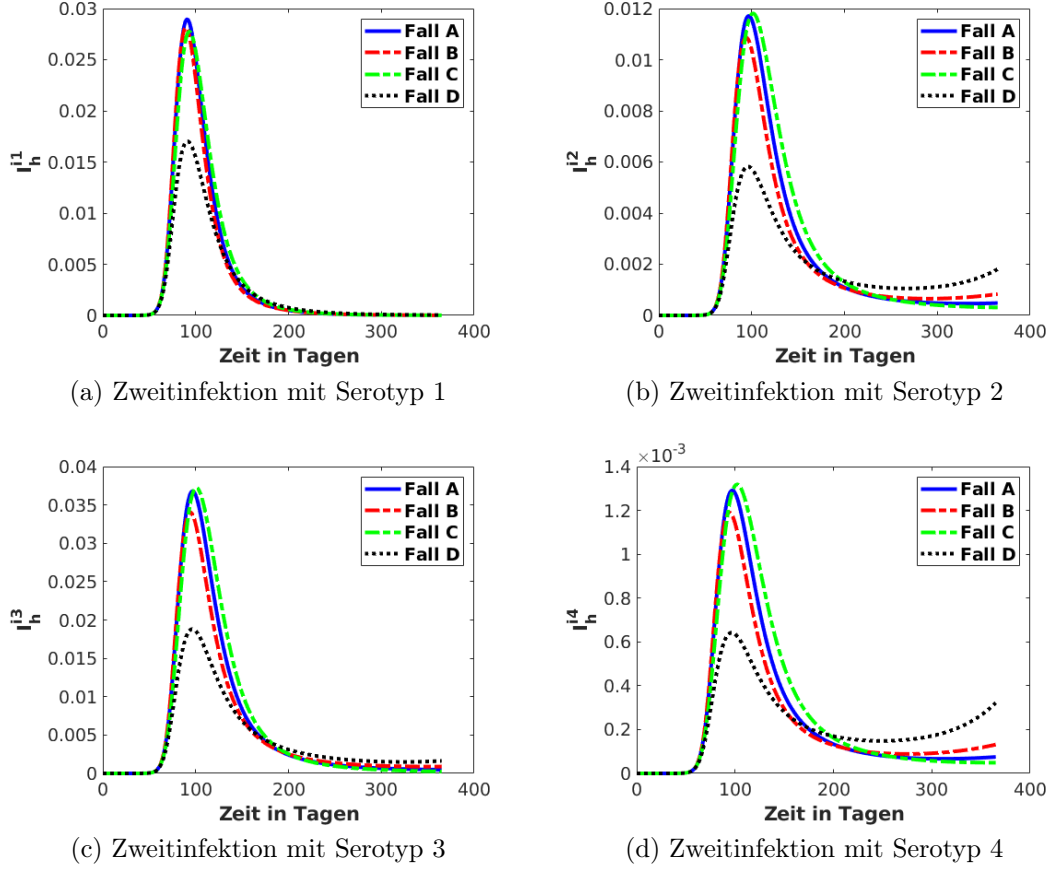 0.03
0.025
0.02
0.015
0.01
0.005
0
I_h^{i1}
0 100 200 300 400
Zeit in Tagen
Fall A
Fall B
Fall C
Fall D
(a) Zweitinfektion mit Serotyp 1
0.012
0.01
0.008
0.006
0.004
0.002
0
I_h^{i2}
0 100 200 300 400
Zeit in Tagen
Fall A
Fall B
Fall C
Fall D
(b) Zweitinfektion mit Serotyp 2
0.04
0.035
0.03
0.025
0.02
0.015
0.01
0.005
0
I_h^{i3}
0 100 200 300 400
Zeit in Tagen
Fall A
Fall B
Fall C
Fall D
(c) Zweitinfektion mit Serotyp 3
×10^{-3}
1.4
1.2
1
0.8
0.6
0.4
0.2
0
I_h^{i4}
0 100 200 300 400
Zeit in Tagen
Fall A
Fall B
Fall C
Fall D
(d) Zweitinfektion mit Serotyp 4